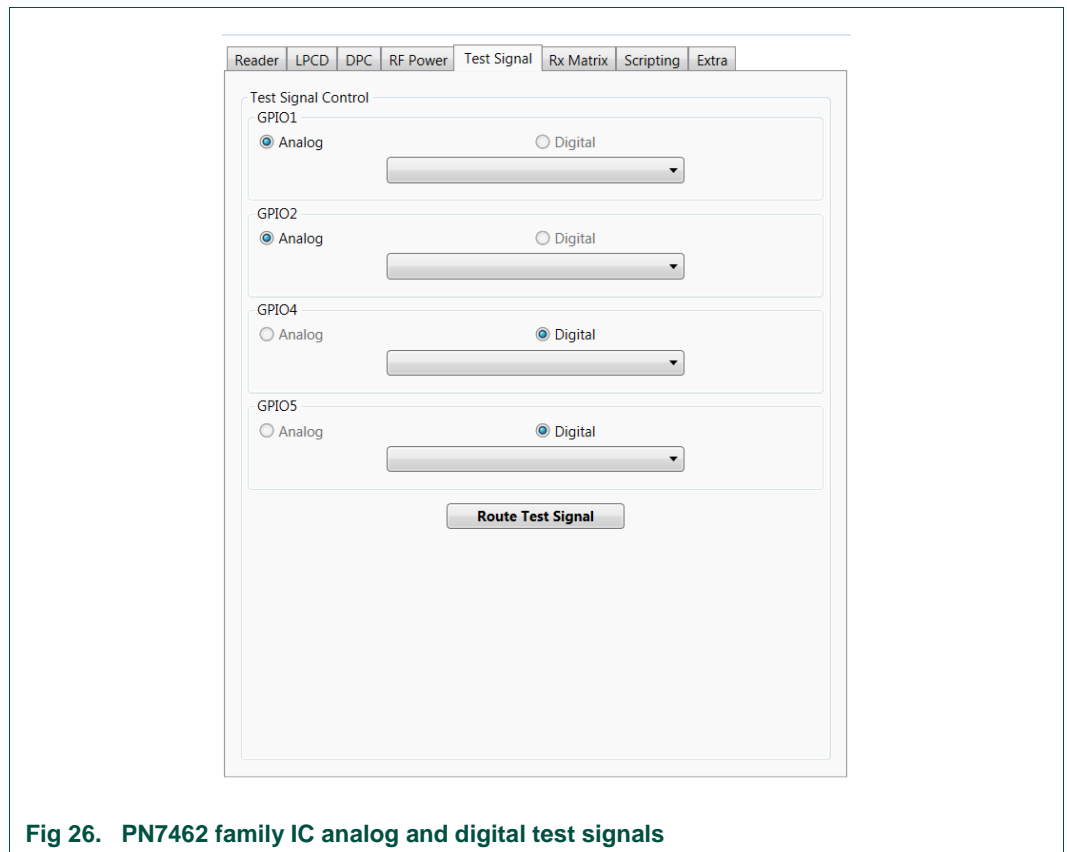 Reader LPCD DPC RF Power Test Signal Rx Matrix Scripting Extra
Test Signal Control
GPIO1
Analog Digital
GPIO2
Analog Digital
GPIO4
Analog Digital
GPIO5
Analog Digital
Route Test Signal
Fig 26. PN7462 family IC analog and digital test signals